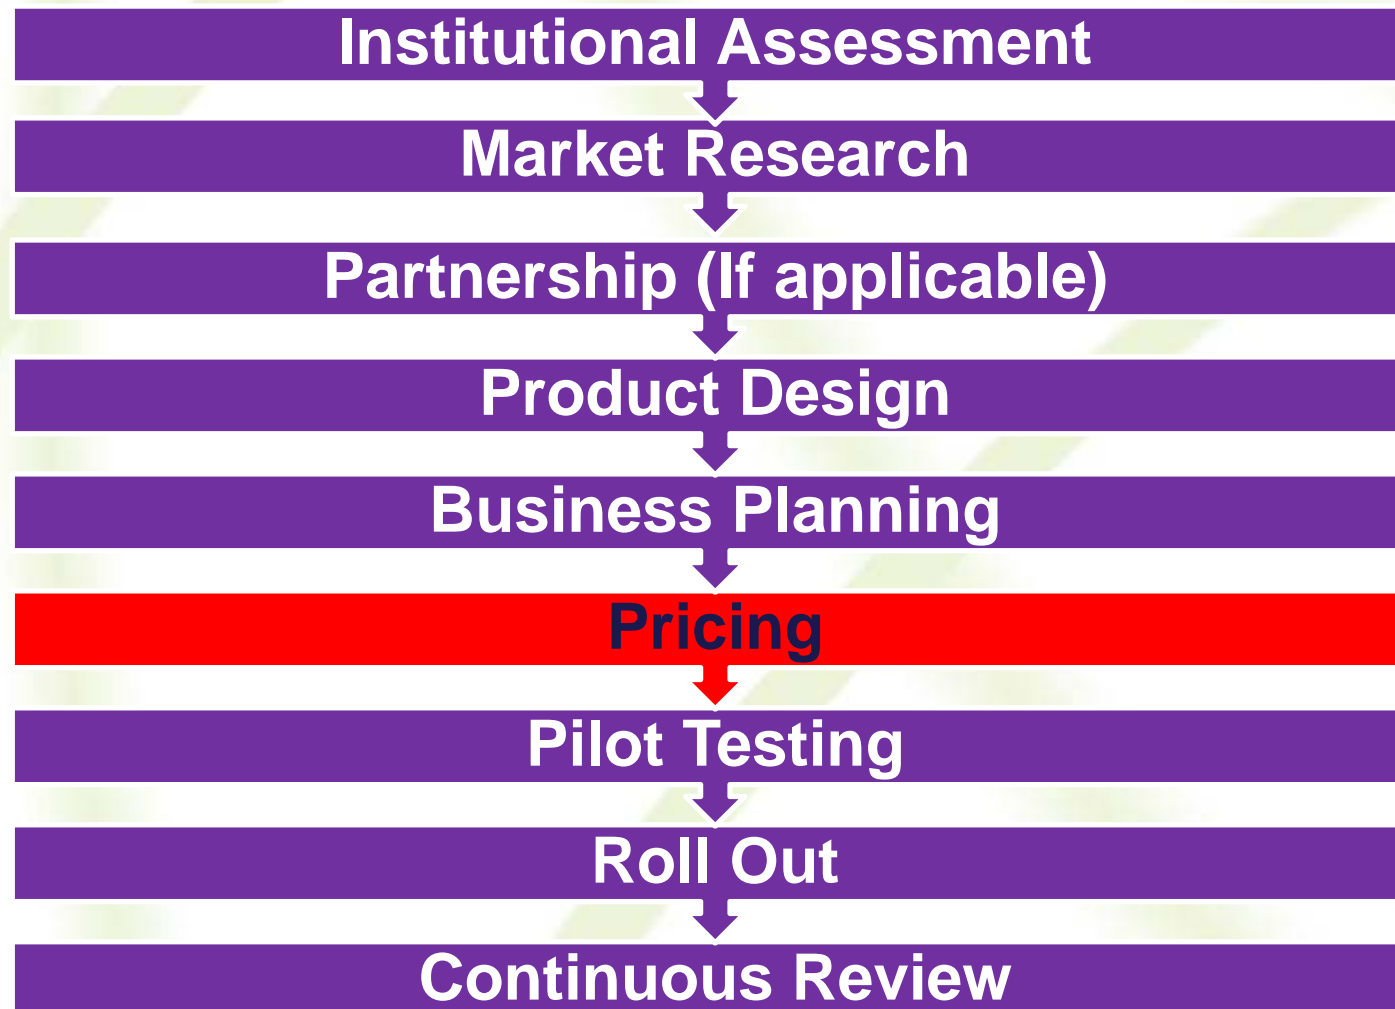 Institutional Assessment
Market Research
Partnership (If applicable)
Product Design
Business Planning
Pricing
Pilot Testing
Roll Out
Continuous Review